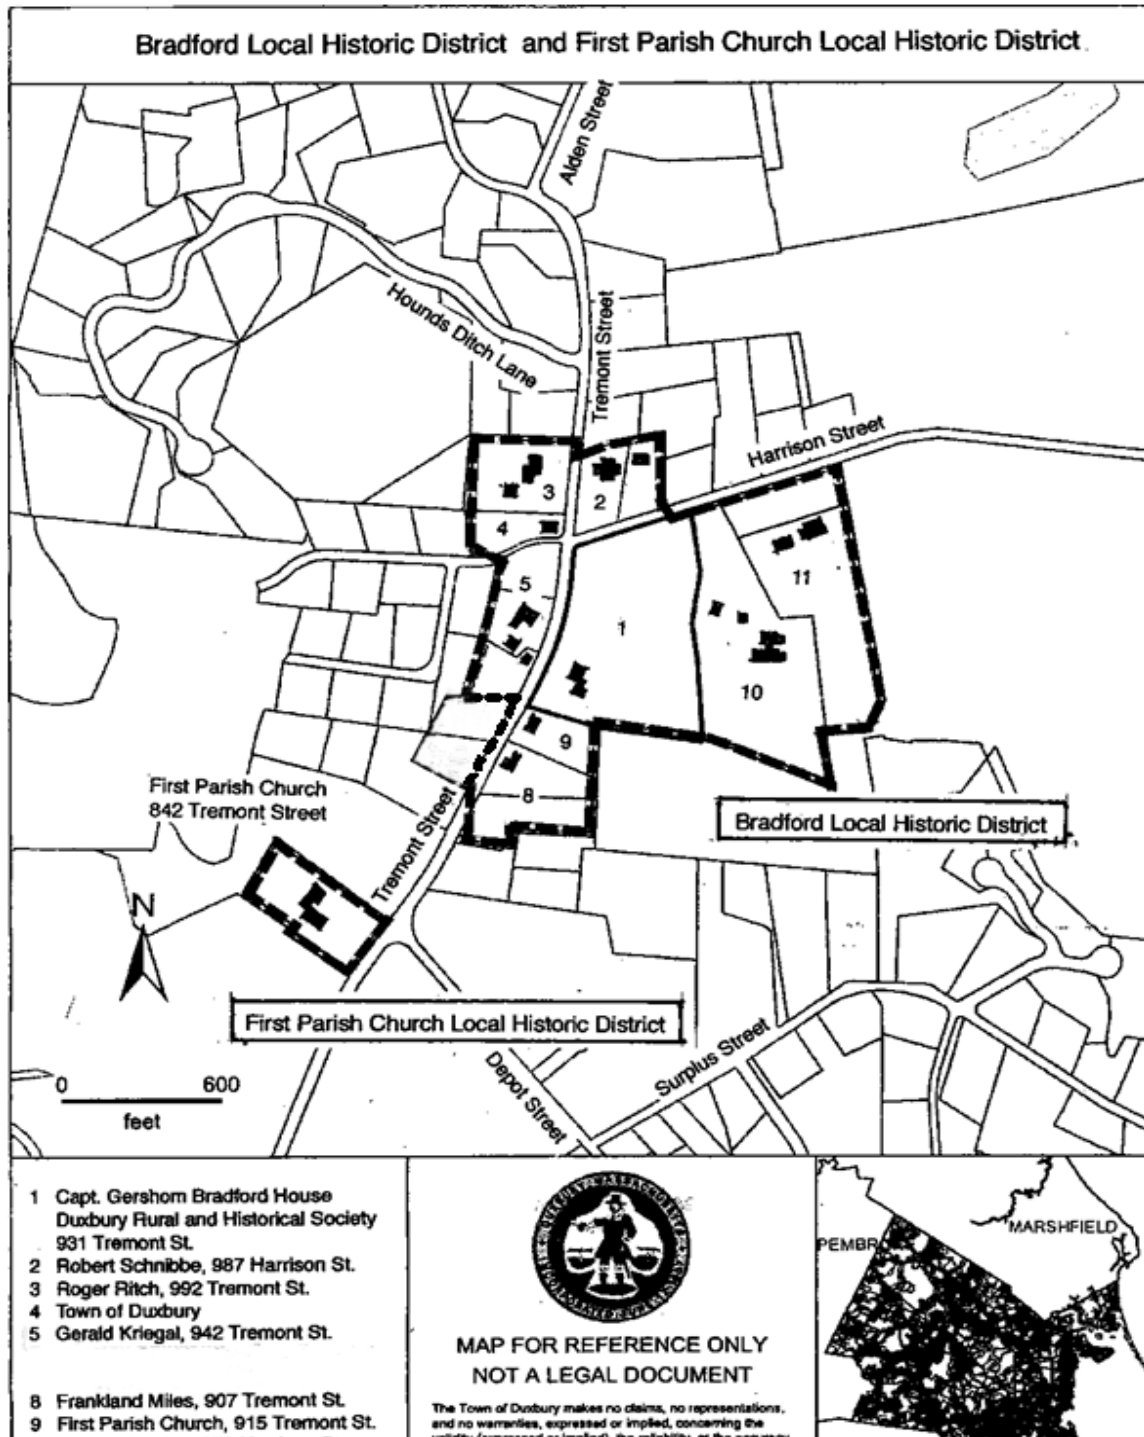 Bradford Local Historic District and First Parish Church Local Historic District
Alden Street
Hounds Ditch Lane
Tremont Street
Harrison Street
3
2
4
5
11
1
10
9
8
First Parish Church
842 Tremont Street
Tremont Street
Bradford Local Historic District
N
First Parish Church Local Historic District
Surplus Street
Depot Street
0 600
feet
1 Capt. Gershom Bradford House
Duxbury Rural and Historical Society
931 Tremont St.
2 Robert Schnibbe, 987 Harrison St.
3 Roger Ritch, 992 Tremont St.
4 Town of Duxbury
5 Gerald Kriegal, 942 Tremont St.
8 Frankland Miles, 907 Tremont St.
9 First Parish Church, 915 Tremont St.
MAP FOR REFERENCE ONLY
NOT A LEGAL DOCUMENT
The Town of Duxbury makes no claims, no representations,
and no warranties, expressed or implied, concerning the
MARSHFIELD
PEMBR